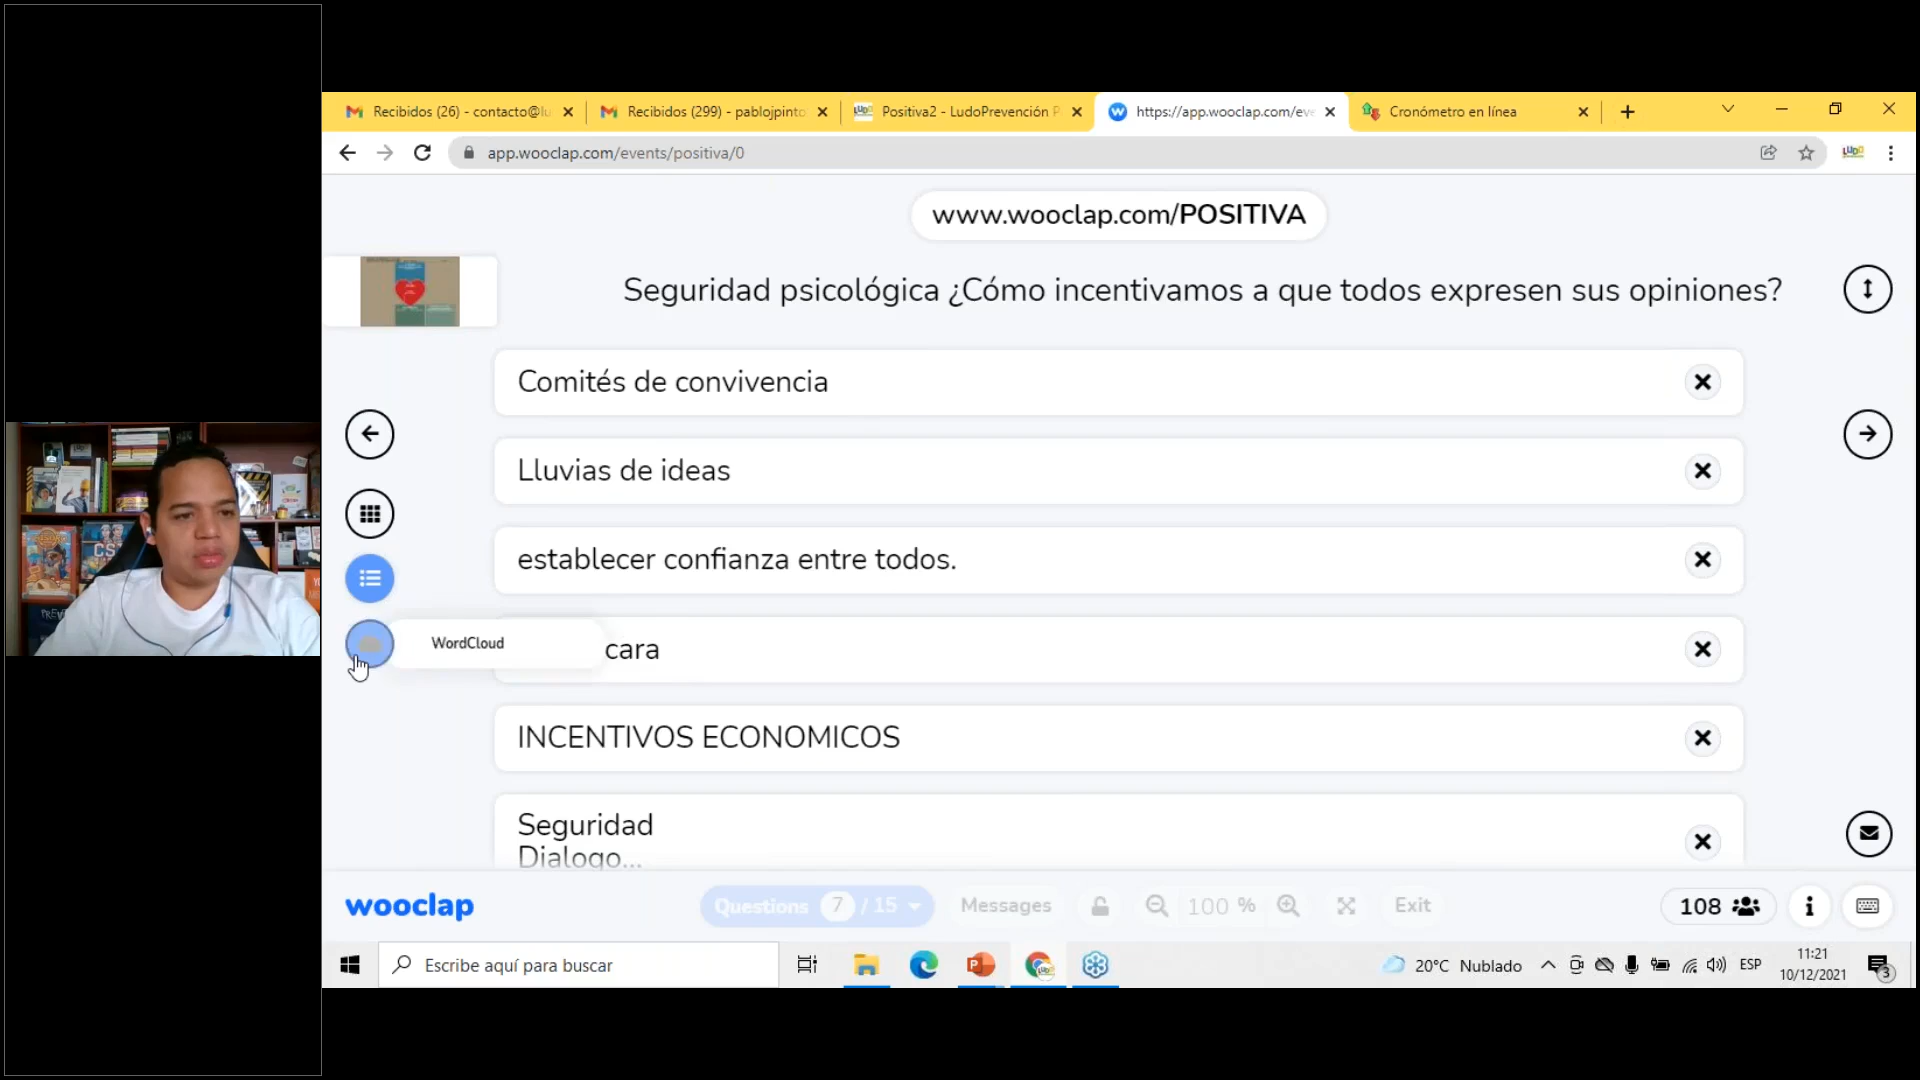 Recibidos (26) - contacto@lu
Recibidos (299) - pablojpinto
Positiva2 - LudoPrevención P
https://app.wooclap.com/eve
Cronómetro en línea
app.wooclap.com/events/positiva/0
www.wooclap.com/POSITIVA
Seguridad psicológica ¿Cómo incentivamos a que todos expresen sus opiniones?
Comités de convivencia
Lluvias de ideas
establecer confianza entre todos.
WordCloud
cara
INCENTIVOS ECONOMICOS
Seguridad
Dialogo...
wooclap
Questions 7 / 15
Messages
100 %
Exit
108
Escribe aquí para buscar
20°C Nublado
ESP
11:21
10/12/2021
3